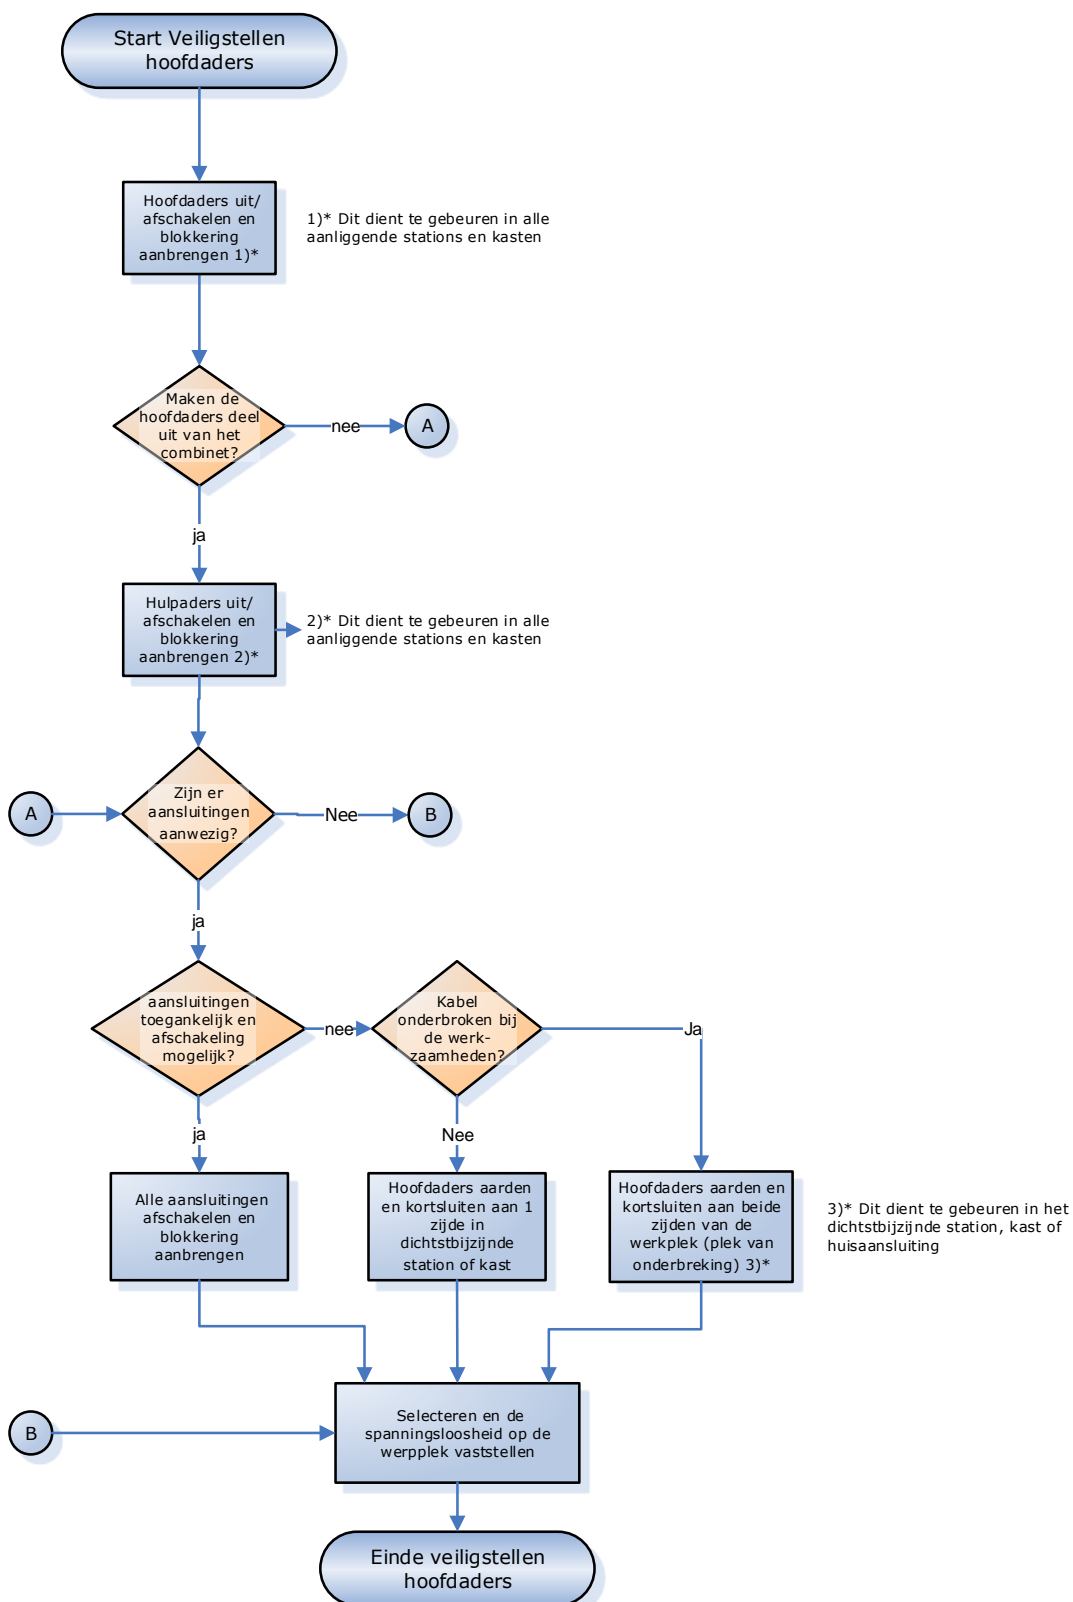 Start Veiligstellen
hoofdaders
Hoofdaders uit/
afschakelen en
blokkering
aanbrengen 1)*
1)* Dit dient te gebeuren in alle
aanliggende stations en kasten
Maken de
hoofdaders deel
uit van het
combinet?
nee
A
ja
Hulpaders uit/
afschakelen en
blokkering
aanbrengen 2)*
2)* Dit dient te gebeuren in alle
aanliggende stations en kasten
A
Zijn er
aansluitingen
aanwezig?
Nee
B
ja
aansluitingen
toegankelijk en
afschakeling
mogelijk?
nee
Kabel
onderbroken bij
de werk-
zaamheden?
Ja
ja
Nee
Alle aansluitingen
afschakelen en
blokkering
aanbrengen
Hoofdaders aarden
en kortsluiten aan 1
zijde in
dichtstbijzijnde
station of kast
Hoofdaders aarden en
kortsluiten aan beide
zijden van de
werkplek (plek van
onderbreking) 3)*
3)* Dit dient te gebeuren in het
dichtstbijzijnde station, kast of
huisaansluiting
B
Selecteren en de
spanningsloosheid op de
werpplek vaststellen
Einde veiligstellen
hoofdaders